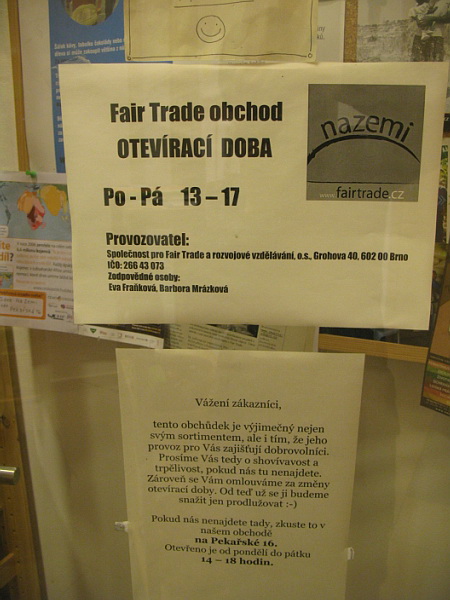 Fair Trade obchod
OTEVÍRACÍ DOBA
Po - Pá 13 – 17
nazemi
www.fairtrade.cz
Provozovatel:
Společnost pro Fair Trade a rozvojové vzdělávání, o.s., Grohova 40, 602 00 Brno
IČO: 266 43 073
Zodpovědné osoby:
Eva Fraňková, Barbora Mrázková
Vážení zákazníci,
tento obchůdek je výjimečný nejen
svým sortimentem, ale i tím, že jeho
provoz pro Vás zajišťují dobrovolníci.
Prosíme Vás tedy o shovívavost a
trpělivost, pokud nás tu nenajdete.
Zároveň se Vám omlouváme za změny
otevírací doby. Od teď už se ji budeme
snažit jen prodlužovat :-)
Pokud nás nenajdete tady, zkuste to v
našem obchodě
na Pekařské 16.
Otevřeno je od pondělí do pátku
14 – 18 hodin.